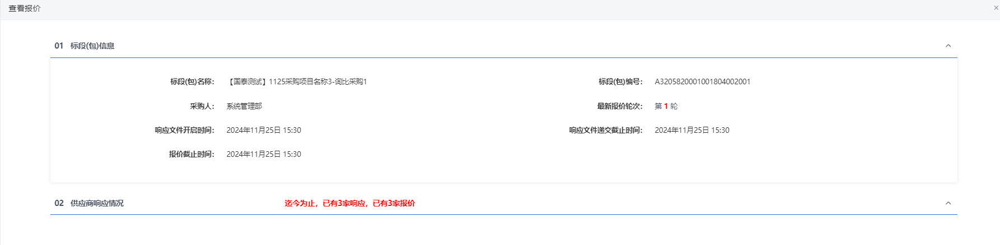 查看报价
01 标段(包)信息
标段(包)名称： 【国泰测试】1125采购项目名称3-询比采购1 标段(包)编号： A3205820001001804002001
采购人： 系统管理部 最新报价轮次： 第 1 轮
响应文件开启时间： 2024年11月25日 15:30 响应文件递交截止时间： 2024年11月25日 15:30
报价截止时间： 2024年11月25日 15:30
02 供应商响应情况 迄今为止，已有3家响应，已有3家报价